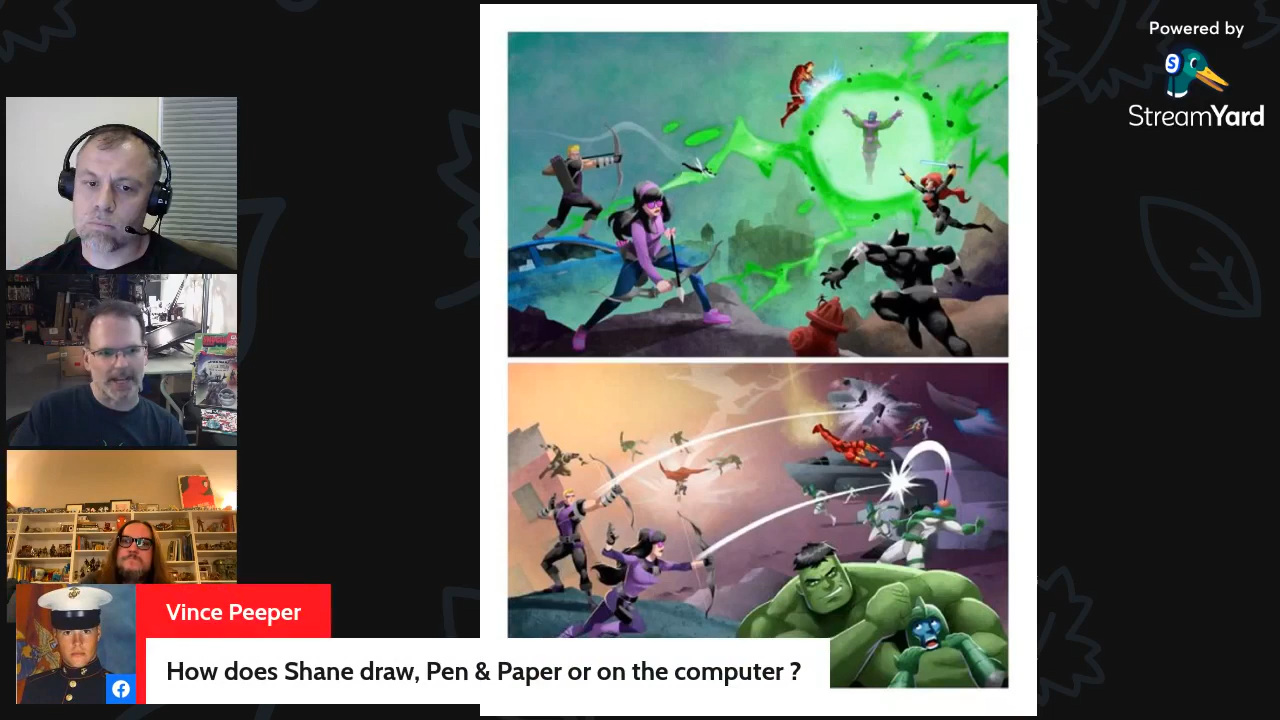 Powered by
S
StreamYard
Vince Peeper
How does Shane draw, Pen & Paper or on the computer ?